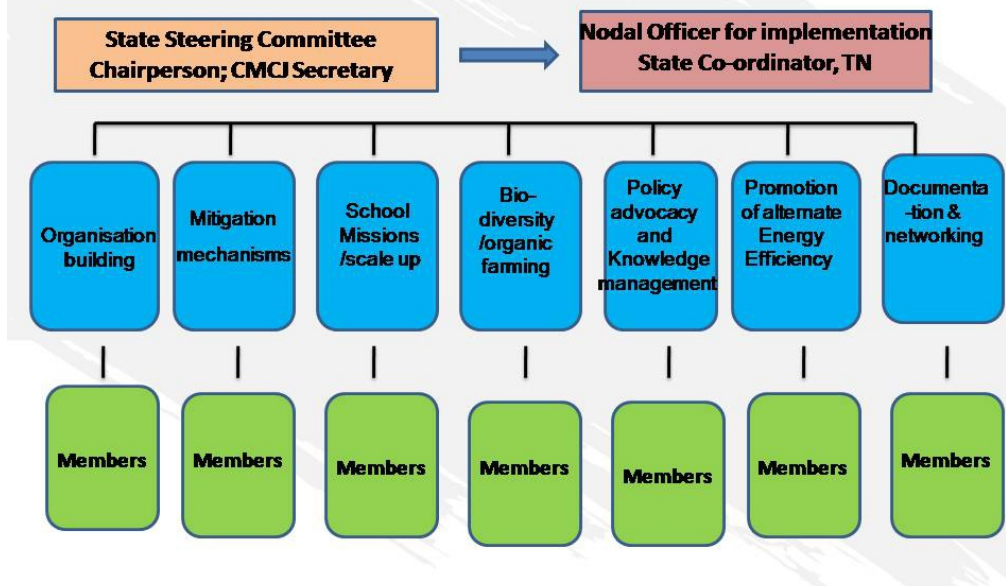 State Steering Committee
Chairperson; CMCJ Secretary
Nodal Officer for implementation
State Co-ordinator, TN
Organisation
building
Mitigation
mechanisms
School
Missions
/scale up
Bio-
diversity
/organic
farming
Policy
advocacy
and
Knowledge
management
Promotion
of alternate
Energy
Efficiency
Documenta
-tion &
networking
Members
Members
Members
Members
Members
Members
Members